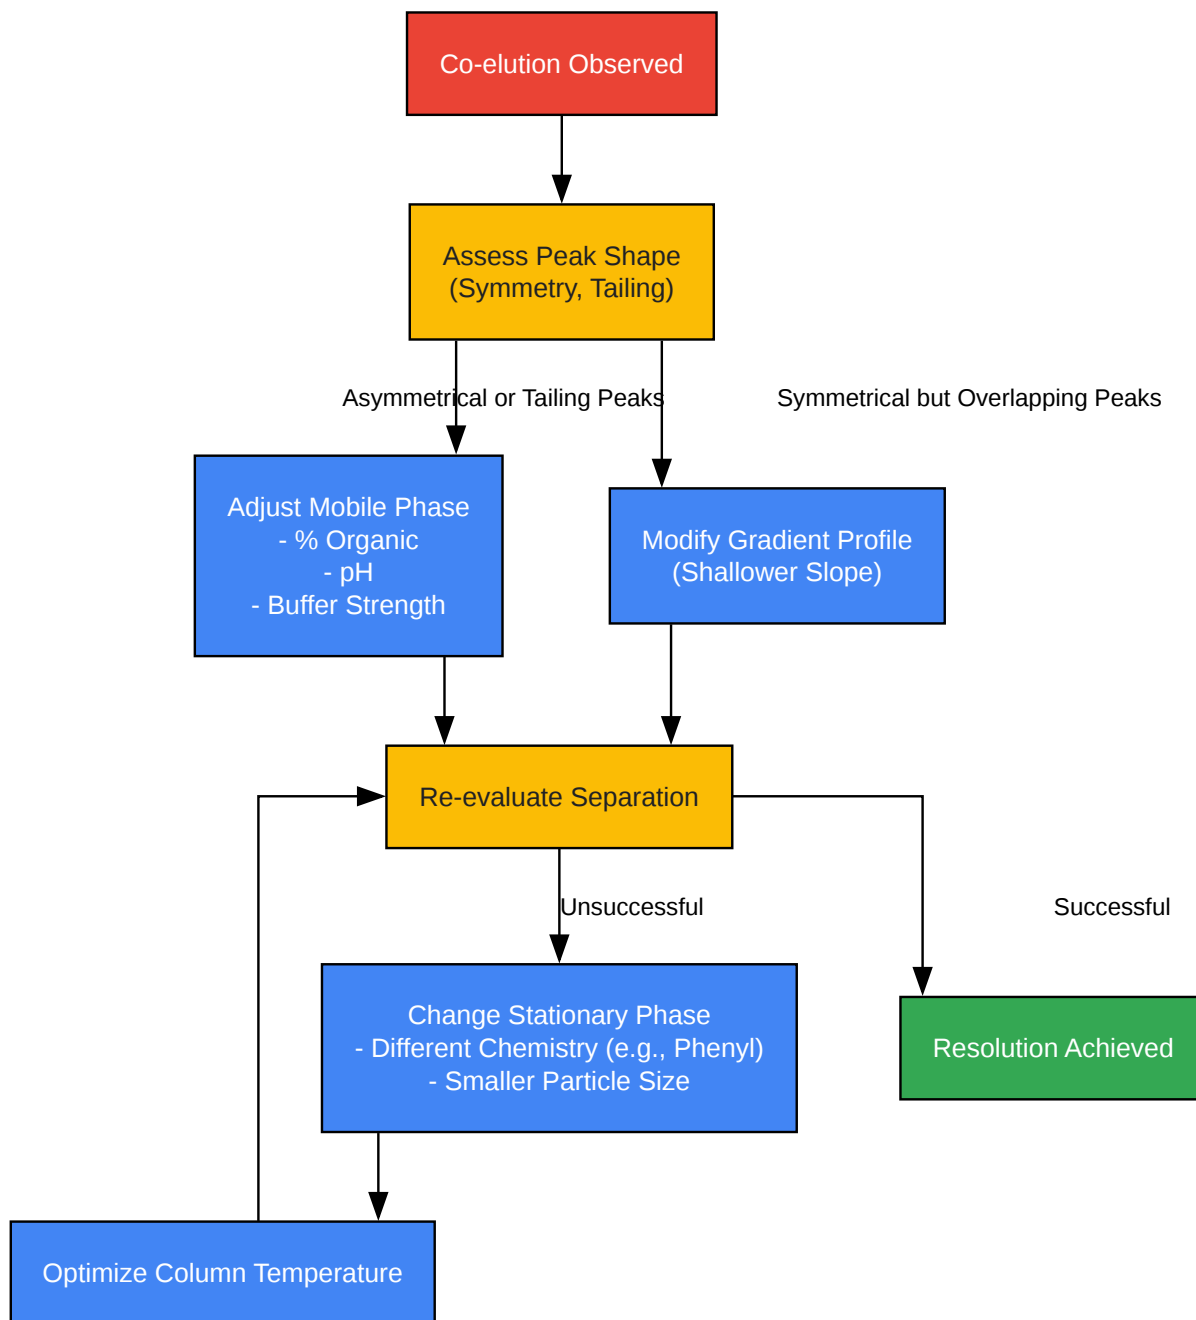 Co-elution Observed
Assess Peak Shape
(Symmetry, Tailing)
Asymmetrical or Tailing Peaks
Symmetrical but Overlapping Peaks
Adjust Mobile Phase
- % Organic
- pH
- Buffer Strength
Modify Gradient Profile
(Shallower Slope)
Re-evaluate Separation
Unsuccessful
Successful
Change Stationary Phase
- Different Chemistry (e.g., Phenyl)
- Smaller Particle Size
Resolution Achieved
Optimize Column Temperature